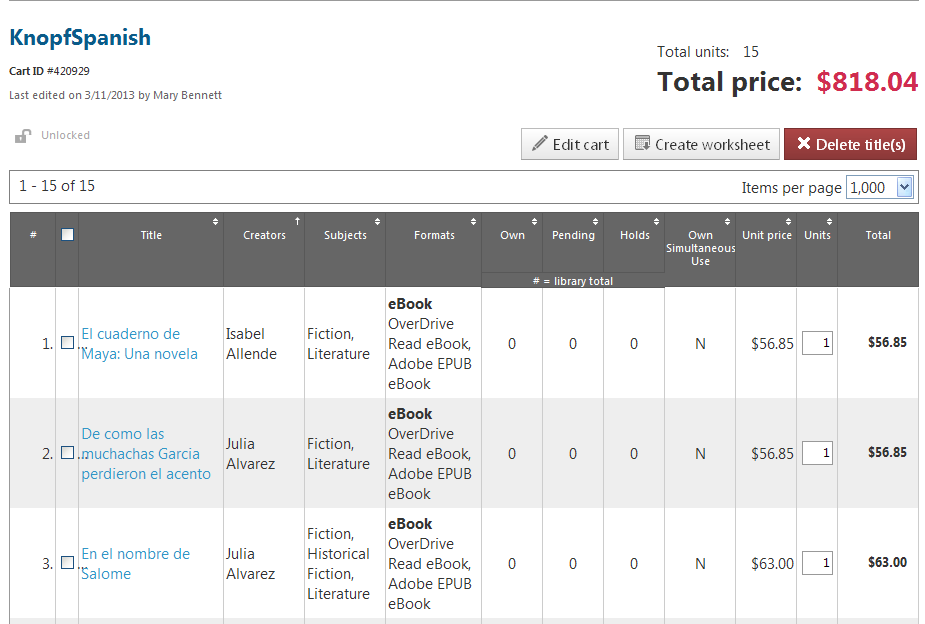 KnopfSpanish
Cart ID #420929
Last edited on 3/11/2013 by Mary Bennett
Total units: 15
Total price: $818.04
Unlocked
Edit cart
Create worksheet
Delete title(s)
1 - 15 of 15
Items per page 1,000
# Title Creators Subjects Formats Own Pending Holds Own Simultaneous Use Unit price Units Total
# = library total
1. ... El cuaderno de
Maya: Una novela
Isabel
Allende
Fiction,
Literature
eBook
OverDrive
Read eBook,
Adobe EPUB
eBook
0 0 0 N $56.85 1 $56.85
2. ... De como las
muchachas Garcia
perdieron el acento
Julia
Alvarez
Fiction,
Literature
eBook
OverDrive
Read eBook,
Adobe EPUB
eBook
0 0 0 N $56.85 1 $56.85
3. ... En el nombre de
Salome
Julia
Alvarez
Fiction,
Historical
Fiction,
Literature
eBook
OverDrive
Read eBook,
Adobe EPUB
eBook
0 0 0 N $63.00 1 $63.00